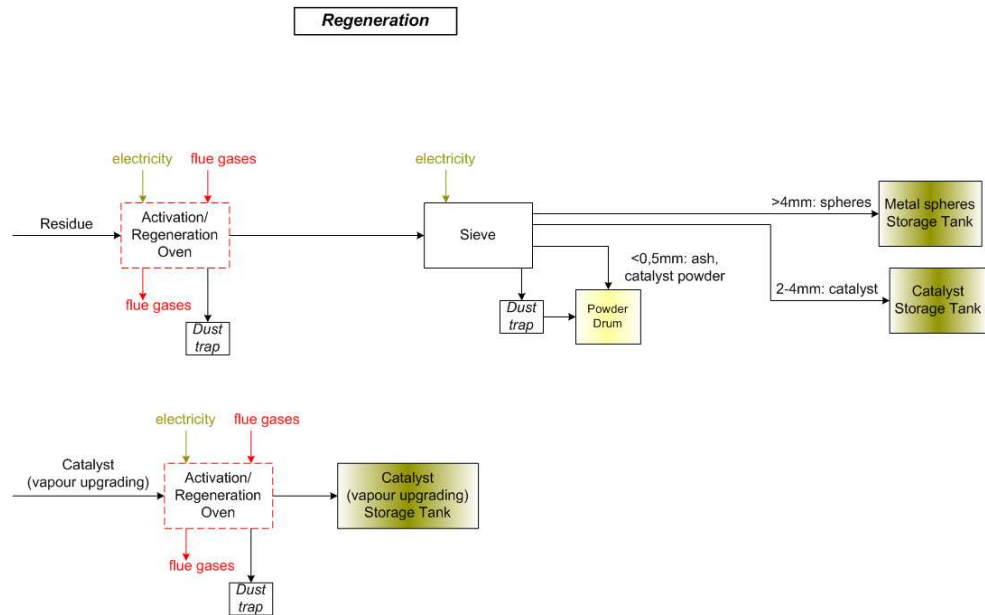 Regeneration
electricity
flue gases
electricity
Residue
Activation/
Regeneration
Oven
Sieve
>4mm: spheres
Metal spheres
Storage Tank
<0,5mm: ash,
catalyst powder
2-4mm: catalyst
Catalyst
Storage Tank
flue gases
Dust
trap
Dust
trap
Powder
Drum
electricity
flue gases
Catalyst
(vapour upgrading)
Activation/
Regeneration
Oven
Catalyst
(vapour upgrading)
Storage Tank
flue gases
Dust
trap